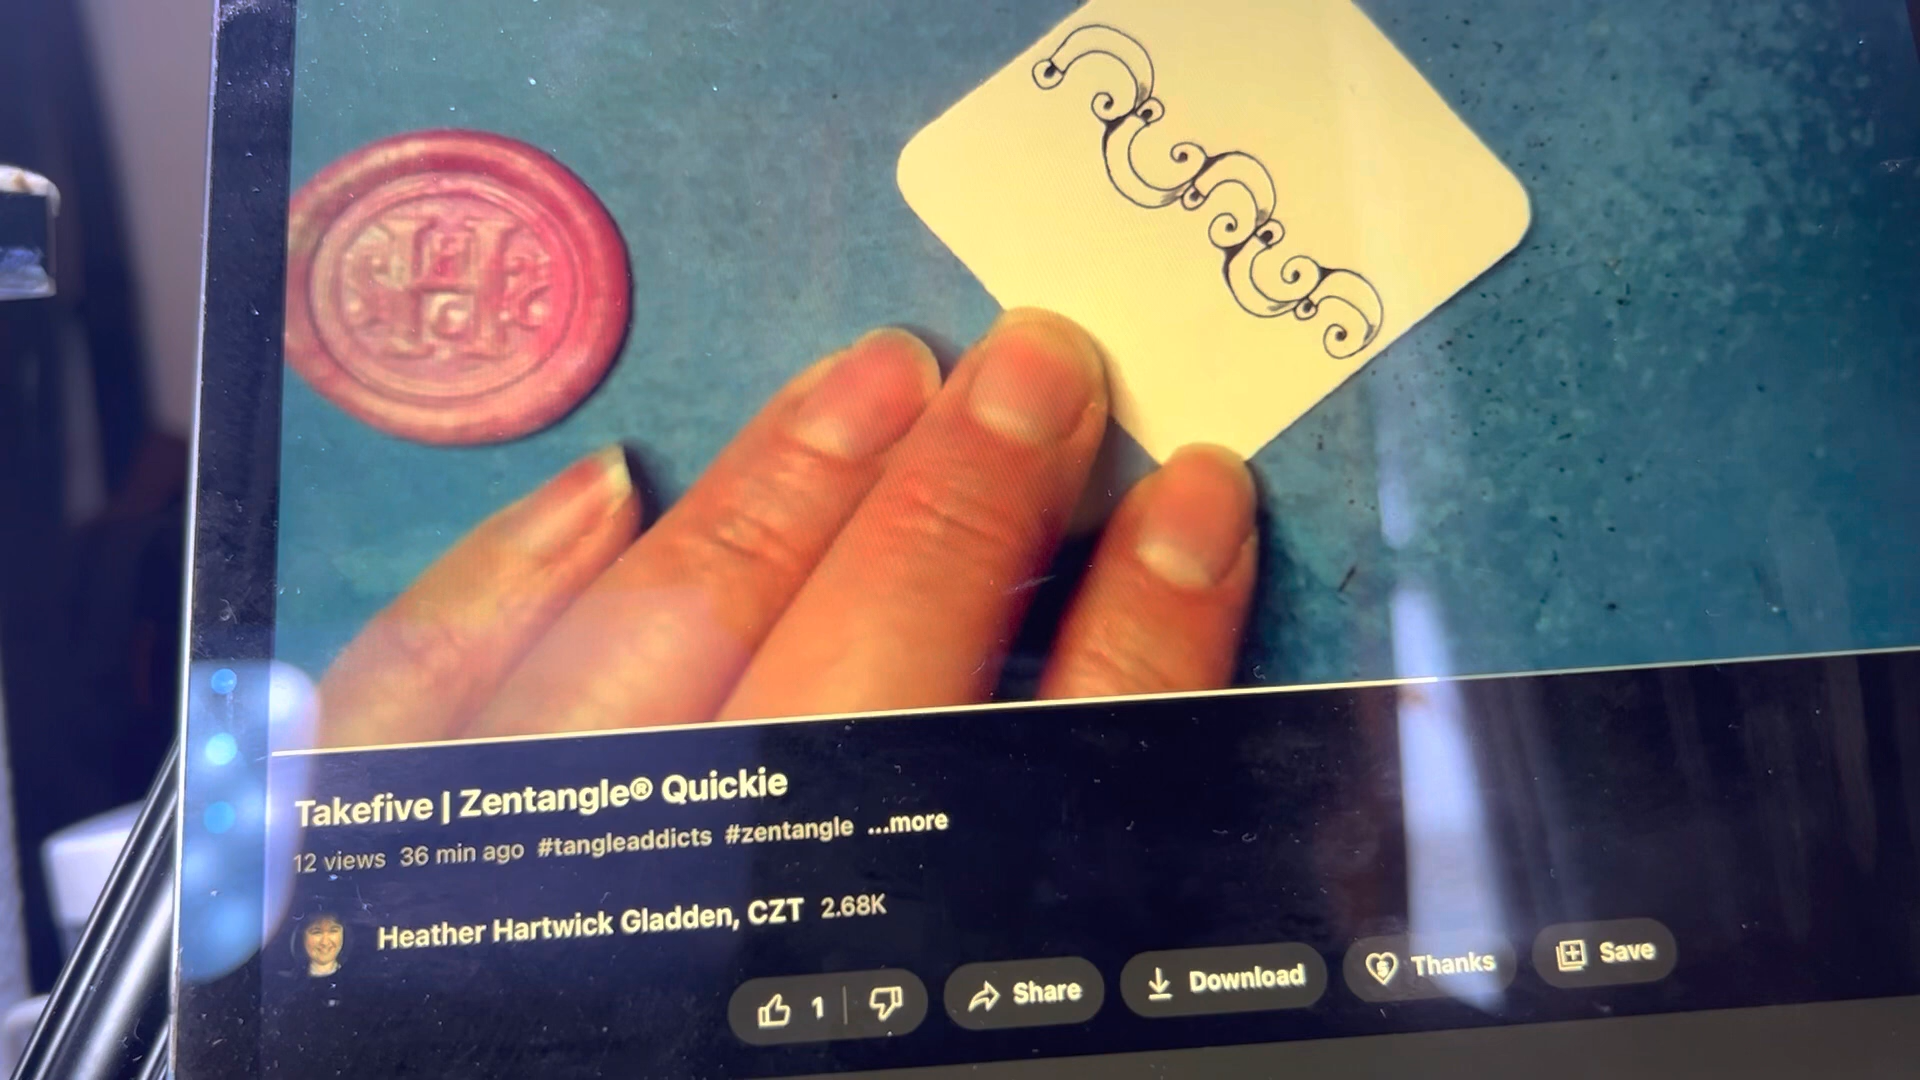 Takefive | Zentangle® Quickie
12 views 36 min ago #tangleaddicts #zentangle ...more
Heather Hartwick Gladden, CZT 2.68K
1 Share Download Thanks Save